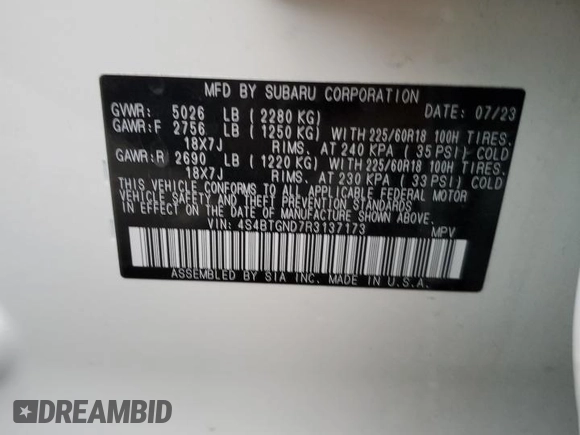 MFD BY SUBARU CORPORATION
GVWR: 5026 LB (2280 KG) DATE: 07/23
GAWR:F 2756 LB (1250 KG) WITH 225/60R18 100H TIRES.
18X7J RIMS. AT 240 KPA (35 PSI) COLD
GAWR:R 2690 LB (1220 KG) WITH 225/60R18 100H TIRES.
18X7J RIMS. AT 230 KPA (33 PSI) COLD
THIS VEHICLE CONFORMS TO ALL APPLICABLE FEDERAL MOTOR
VEHICLE SAFETY AND THEFT PREVENTION STANDARDS
IN EFFECT ON THE DATE OF MANUFACTURE SHOWN ABOVE.
VIN: 4S4BTGND7R3137173 MPV
ASSEMBLED BY SIA INC. MADE IN U.S.A.
DREAMBID